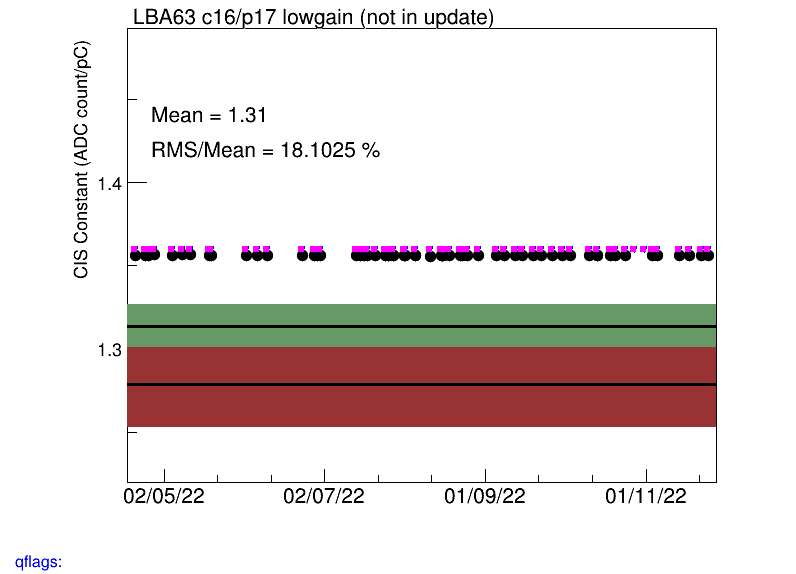 LBA63 c16/p17 lowgain (not in update)
CIS Constant (ADC count/pC)
Mean = 1.31
RMS/Mean = 18.1025 %
1.4
1.3
02/05/22 02/07/22 01/09/22 01/11/22
qflags: